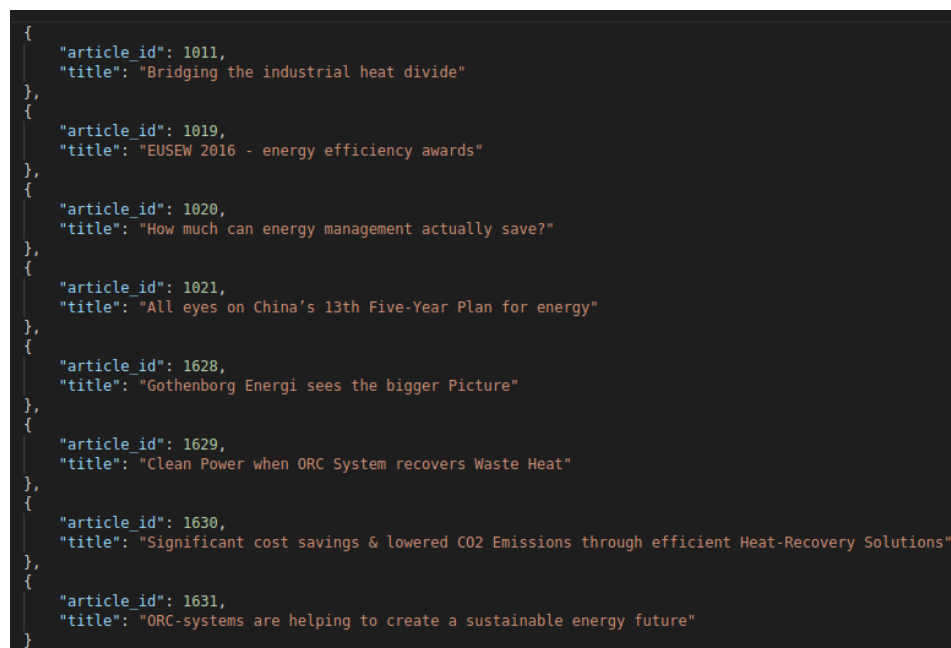 {
"article_id": 1011,
"title": "Bridging the industrial heat divide"
},
{
"article_id": 1019,
"title": "EUSEW 2016 - energy efficiency awards"
},
{
"article_id": 1020,
"title": "How much can energy management actually save?"
},
{
"article_id": 1021,
"title": "All eyes on China’s 13th Five-Year Plan for energy"
},
{
"article_id": 1628,
"title": "Gothenborg Energi sees the bigger Picture"
},
{
"article_id": 1629,
"title": "Clean Power when ORC System recovers Waste Heat"
},
{
"article_id": 1630,
"title": "Significant cost savings & lowered CO2 Emissions through efficient Heat-Recovery Solutions"
},
{
"article_id": 1631,
"title": "ORC-systems are helping to create a sustainable energy future"
}